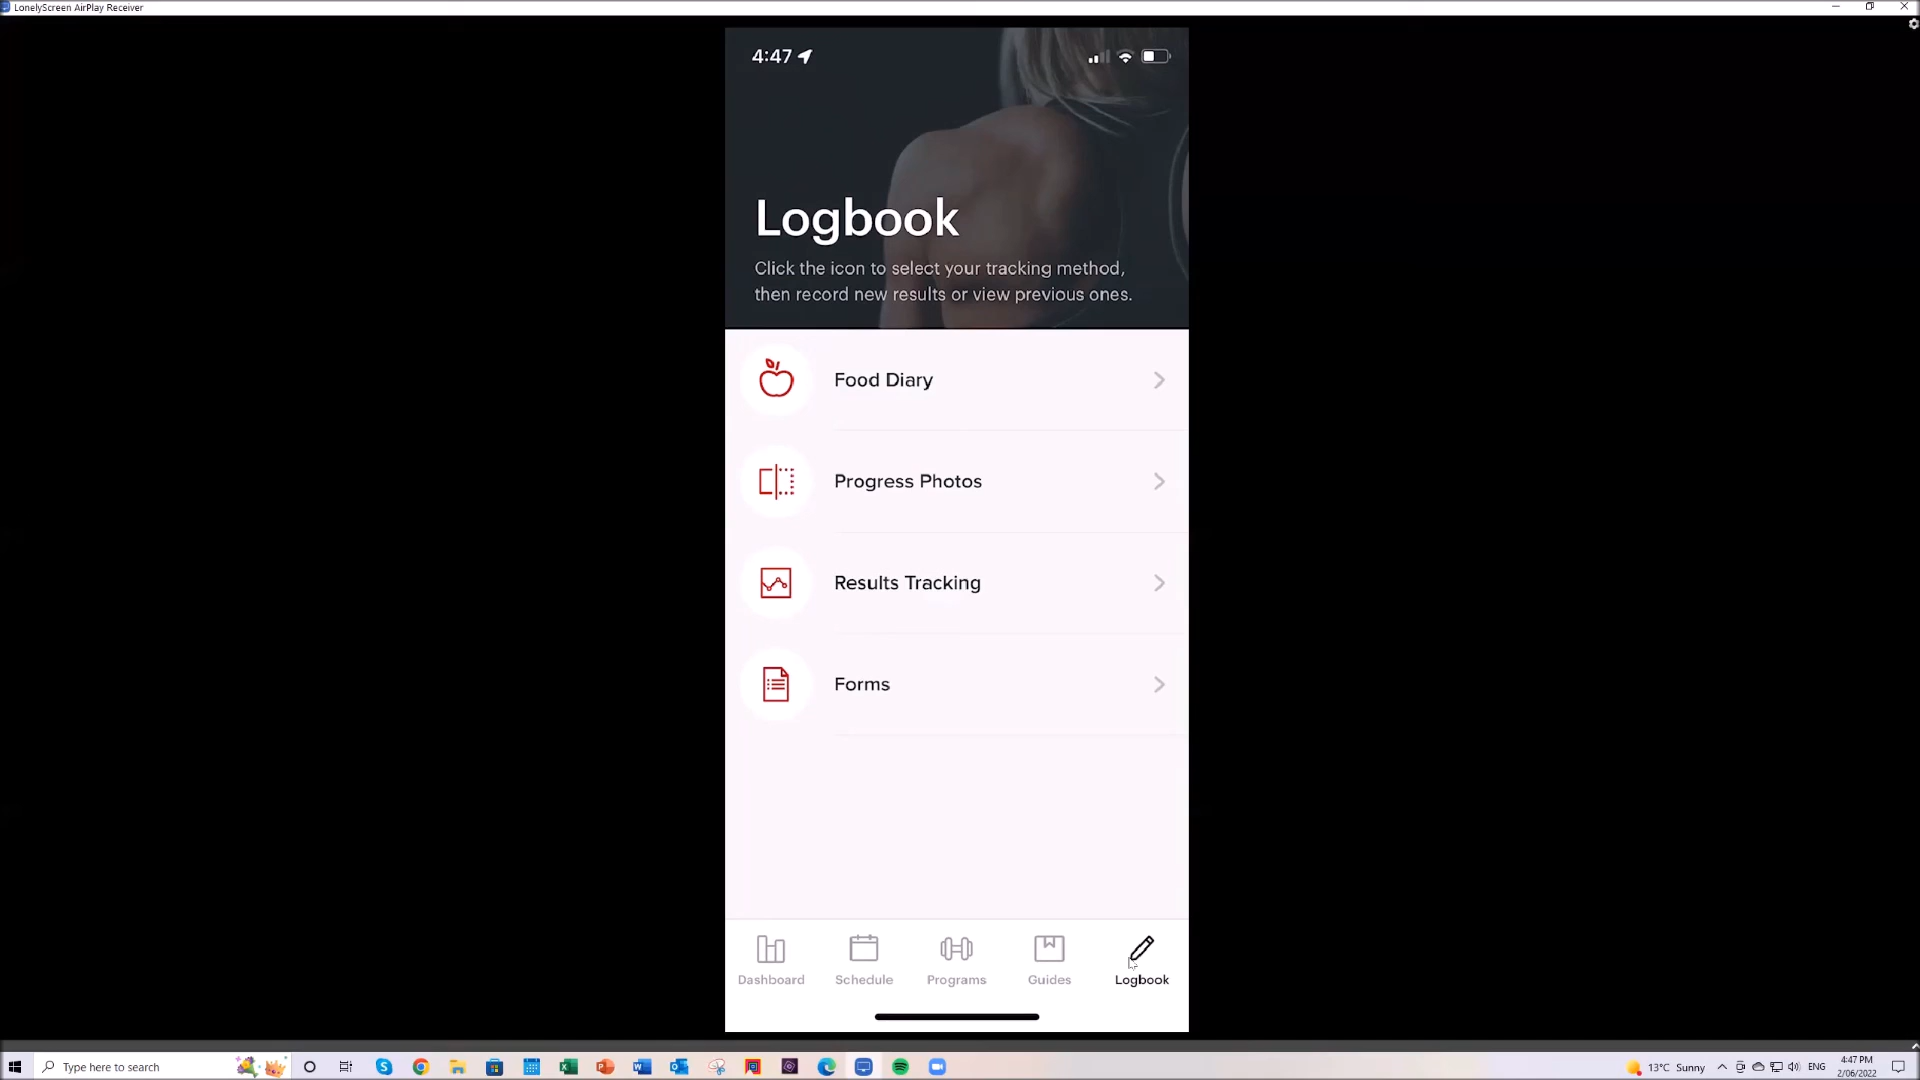 LonelyScreen AirPlay Receiver
4:47
Logbook
Click the icon to select your tracking method,
then record new results or view previous ones.
Food Diary
Progress Photos
Results Tracking
Forms
Dashboard
Schedule
Programs
Guides
Logbook
Type here to search
13°C Sunny
ENG
4:47 PM
2/06/2022